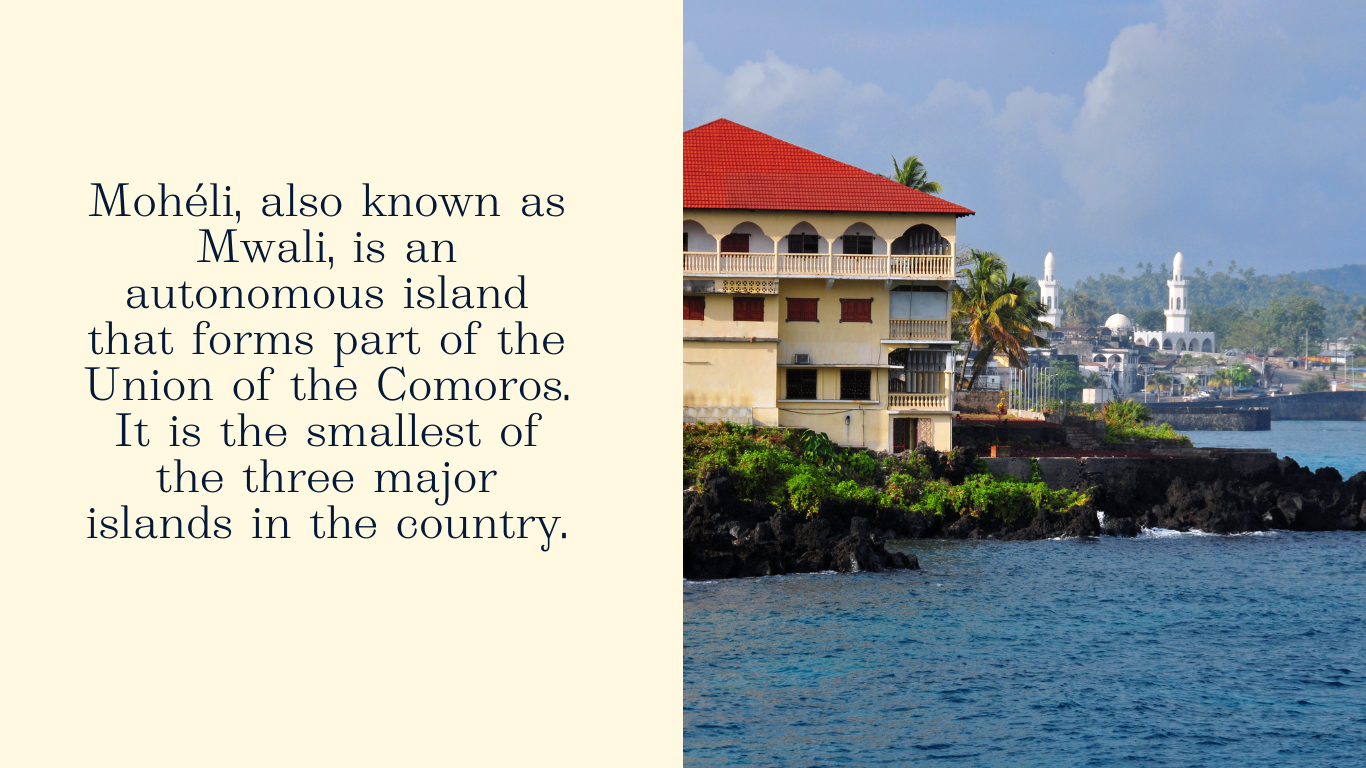 Mohéli, also known as
Mwali, is an
autonomous island
that forms part of the
Union of the Comoros.
It is the smallest of
the three major
islands in the country.